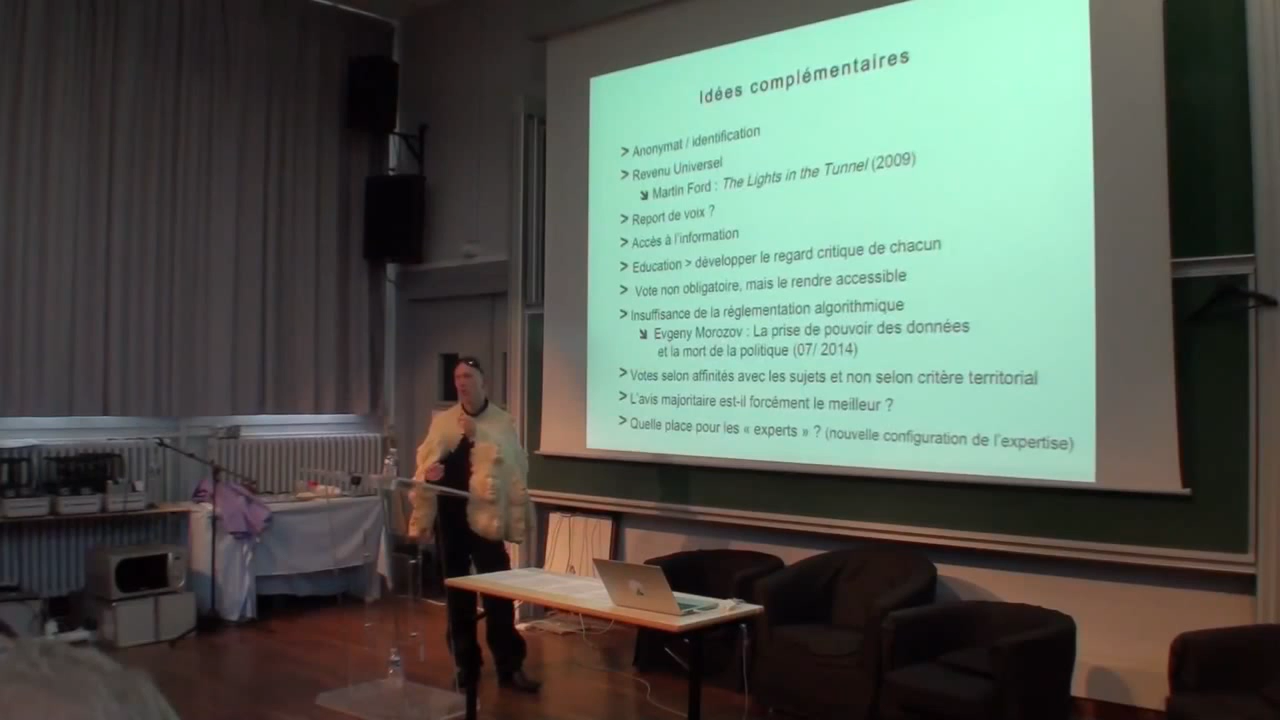 Idées complémentaires
> Anonymat / identification
> Revenu Universel
Martin Ford : The Lights in the Tunnel (2009)
> Report de voix ?
> Accès à l'information
> Education > développer le regard critique de chacun
> Vote non obligatoire, mais le rendre accessible
> Insuffisance de la réglementation algorithmique
Evgeny Morozov : La prise de pouvoir des données
et la mort de la politique (07/ 2014)
> Votes selon affinités avec les sujets et non selon critère territorial
> L'avis majoritaire est-il forcément le meilleur ?
> Quelle place pour les « experts » ? (nouvelle configuration de l'expertise)